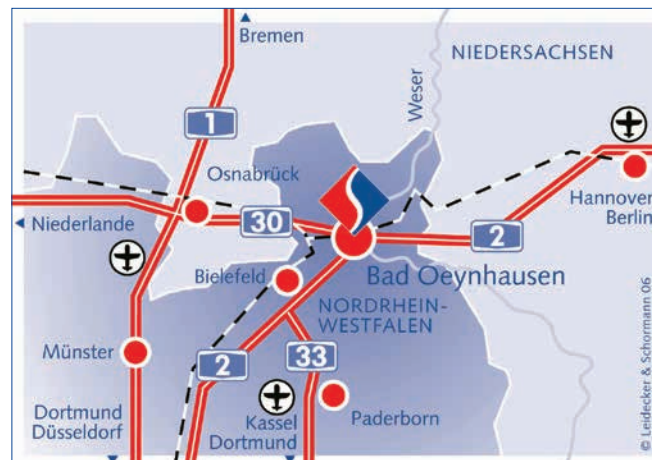 Bremen
NIEDERSACHSEN
Weser
1
Osnabrück
Hannover
Berlin
Niederlande
30
2
Bielefeld
Bad Oeynhausen
NORDRHEIN-
WESTFALEN
Münster
2
33
Dortmund
Düsseldorf
Kassel
Dortmund
Paderborn
© Leidecker & Schormann 06